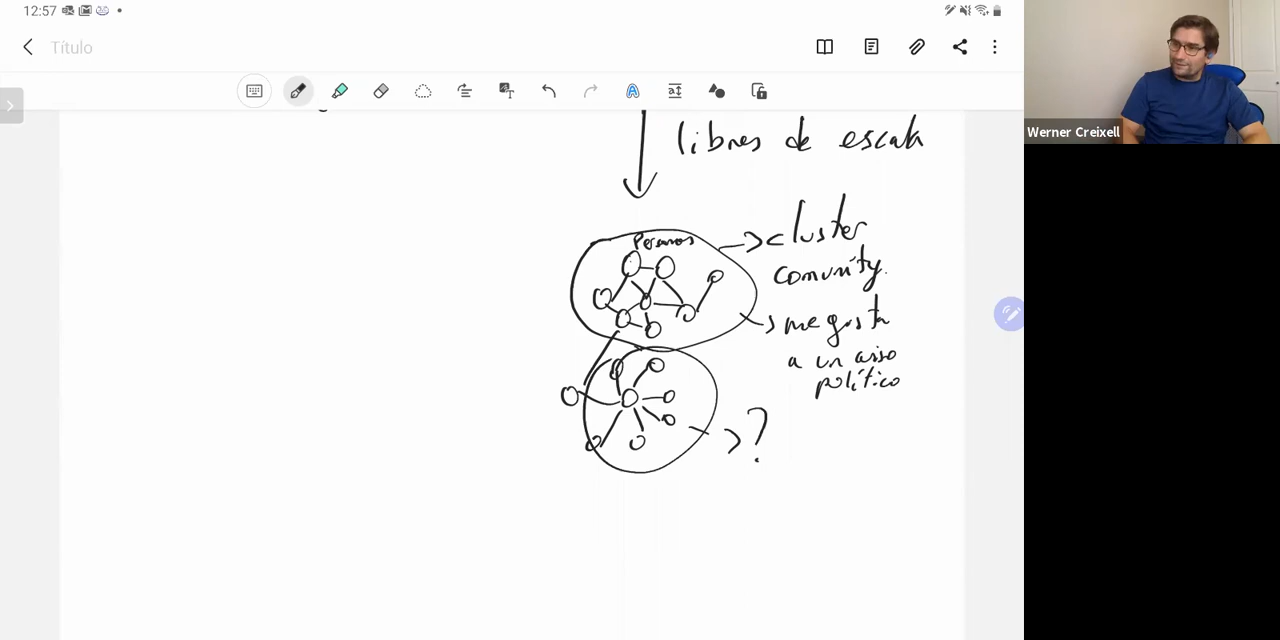 12:57
Título
libres de escala
Personas
cluster
comunity.
me gusta
a un aviso
político
?
Werner Creixell